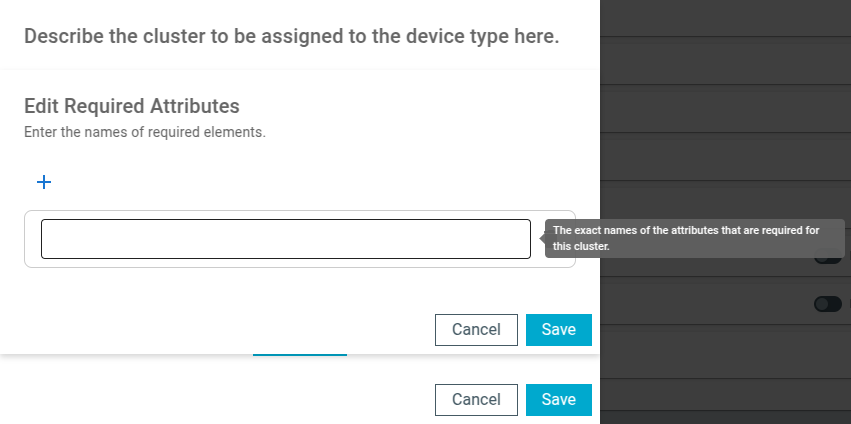 Describe the cluster to be assigned to the device type here.
Edit Required Attributes
Enter the names of required elements.
+
The exact names of the attributes that are required for
this cluster.
Cancel
Save
Cancel
Save